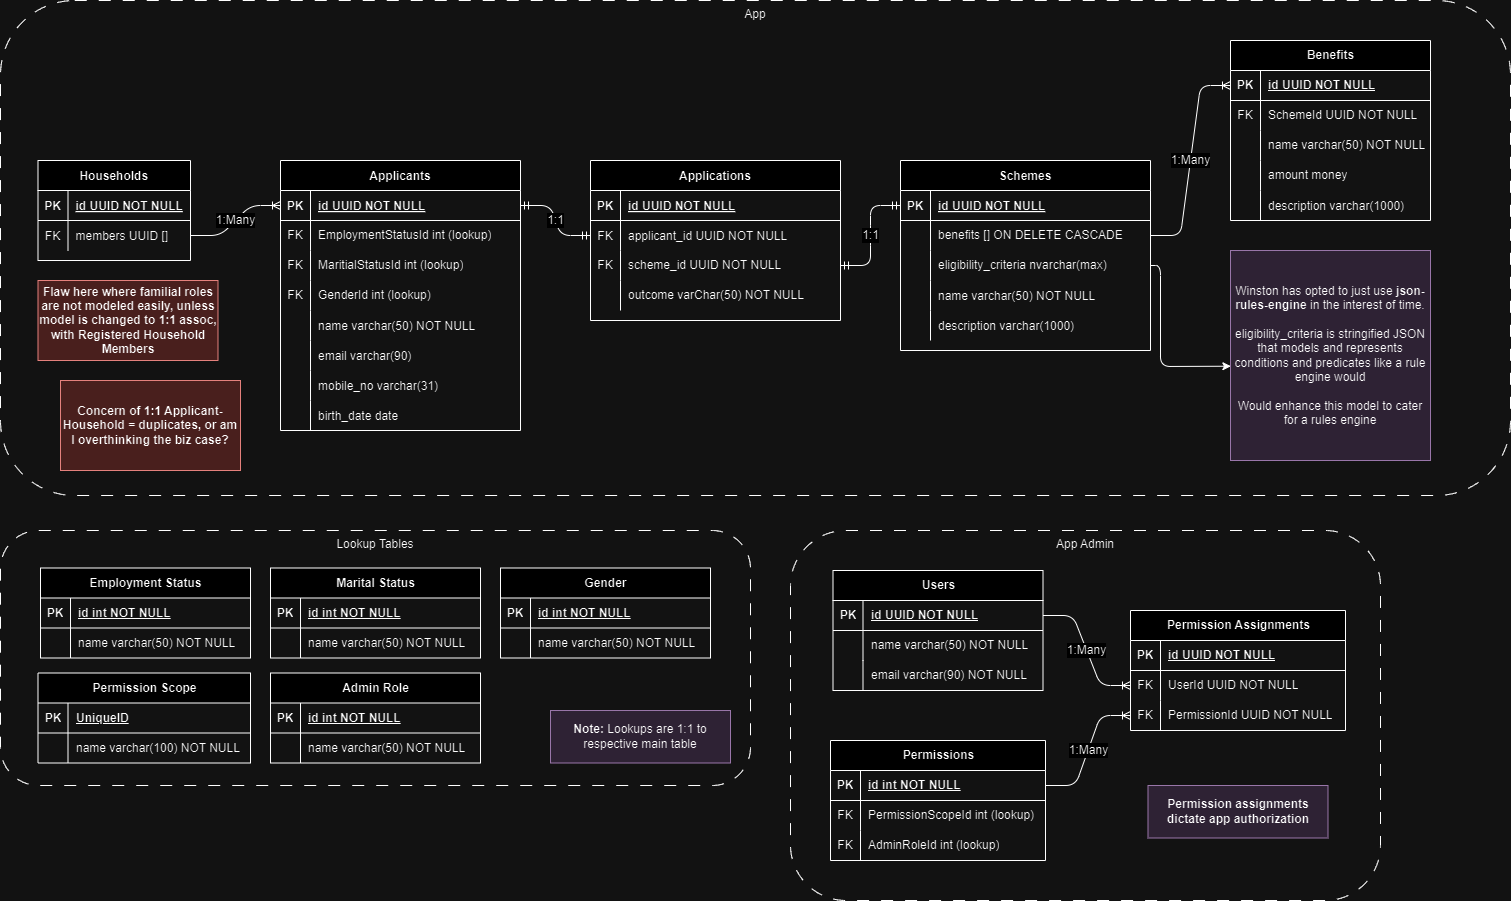 App
Households
PK id UUID NOT NULL
FK members UUID []
1:Many
Flaw here where familial roles
are not modeled easily, unless
model is changed to 1:1 assoc,
with Registered Household
Members
Concern of 1:1 Applicant-
Household = duplicates, or am
I overthinking the biz case?
Applicants
PK id UUID NOT NULL
FK EmploymentStatusId int (lookup)
FK MaritialStatusId int (lookup)
FK GenderId int (lookup)
name varchar(50) NOT NULL
email varchar(90)
mobile_no varchar(31)
birth_date date
1:1
Applications
PK id UUID NOT NULL
FK applicant_id UUID NOT NULL
FK scheme_id UUID NOT NULL
outcome varChar(50) NOT NULL
1:1
Schemes
PK id UUID NOT NULL
benefits [] ON DELETE CASCADE
eligibility_criteria nvarchar(max)
name varchar(50) NOT NULL
description varchar(1000)
1:Many
Benefits
PK id UUID NOT NULL
FK SchemeId UUID NOT NULL
name varchar(50) NOT NULL
amount money
description varchar(1000)
Winston has opted to just use json-
rules-engine in the interest of time.
eligibility_criteria is stringified JSON
that models and represents
conditions and predicates like a rule
engine would
Would enhance this model to cater
for a rules engine
Lookup Tables
Employment Status
PK id int NOT NULL
name varchar(50) NOT NULL
Marital Status
PK id int NOT NULL
name varchar(50) NOT NULL
Gender
PK id int NOT NULL
name varchar(50) NOT NULL
Permission Scope
PK UniqueID
name varchar(100) NOT NULL
Admin Role
PK id int NOT NULL
name varchar(50) NOT NULL
Note: Lookups are 1:1 to
respective main table
App Admin
Users
PK id UUID NOT NULL
name varchar(50) NOT NULL
email varchar(90) NOT NULL
1:Many
Permission Assignments
PK id UUID NOT NULL
FK UserId UUID NOT NULL
FK PermissionId UUID NOT NULL
1:Many
Permissions
PK id int NOT NULL
FK PermissionScopeId int (lookup)
FK AdminRoleId int (lookup)
Permission assignments
dictate app authorization